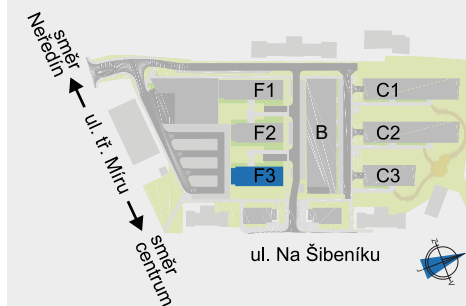 směr
Neředín
ul. tř. Míru
směr
centrum
F1
F2
F3
B
C1
C2
C3
ul. Na Šibeníku